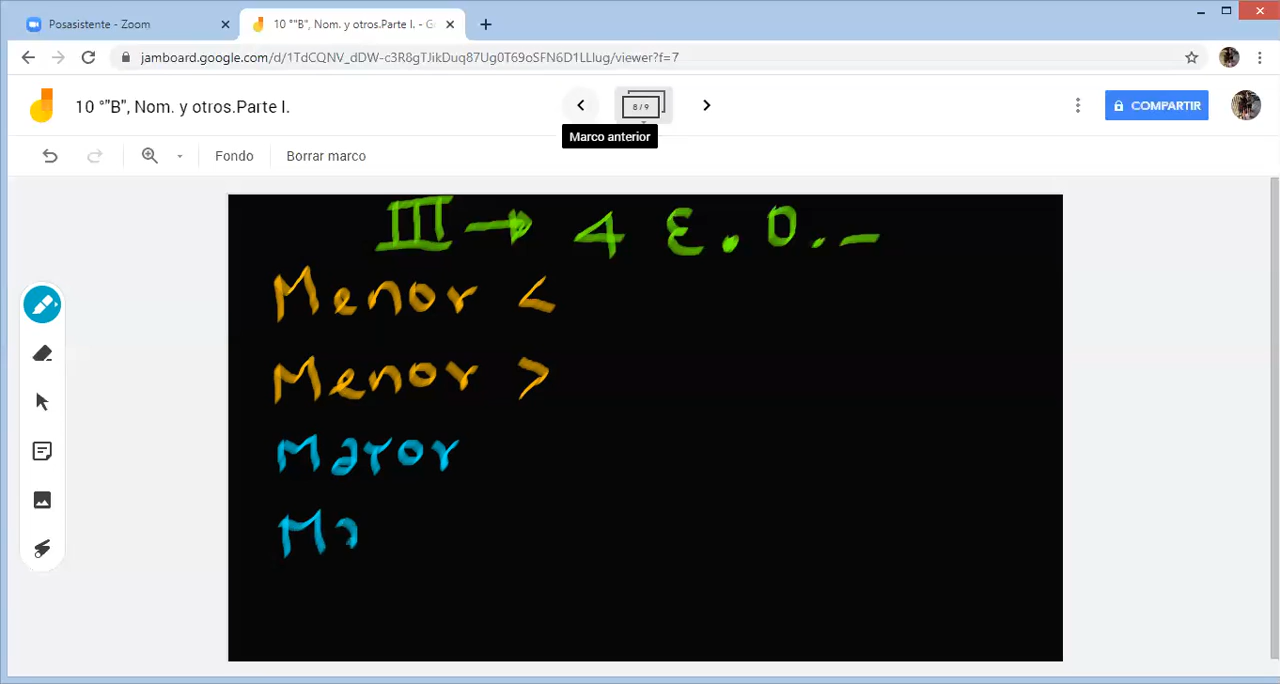 Posasistente - Zoom
10 °"B", Nom. y otros.Parte I. - G
jamboard.google.com/d/1TdCQNV_dDW-c3R8gTJikDuq87Ug0T69oSFN6D1LLlug/viewer?f=7
10 °"B", Nom. y otros.Parte I.
8 / 9
COMPARTIR
Marco anterior
Fondo
Borrar marco
III → 4 E.O._
Menor <
Menor >
Mayor
Ma